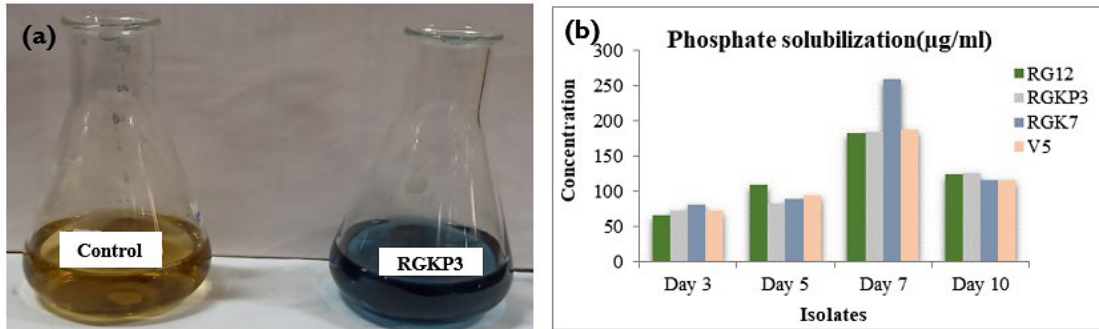 (a)
Control
RGKP3
(b)
Phosphate solubilization(µg/ml)
300
250
200
150
100
50
0
Concentration
RG12
RGKP3
RGK7
V5
Day 3 Day 5 Day 7 Day 10
Isolates